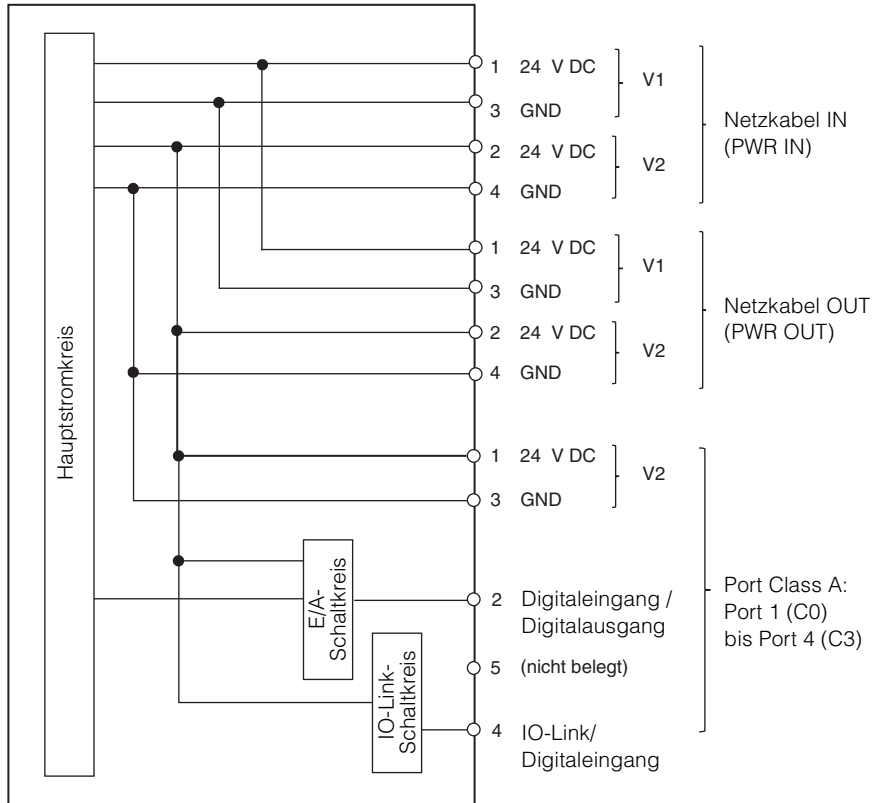 Hauptstromkreis
1 24 V DC
V1
3 GND
2 24 V DC
V2
4 GND
Netzkabel IN
(PWR IN)
1 24 V DC
V1
3 GND
2 24 V DC
V2
4 GND
Netzkabel OUT
(PWR OUT)
1 24 V DC
V2
3 GND
E/A-
Schaltkreis
2 Digitaleingang /
Digitalausgang
5 (nicht belegt)
IO-Link-
Schaltkreis
4 IO-Link/
Digitaleingang
Port Class A:
Port 1 (C0)
bis Port 4 (C3)